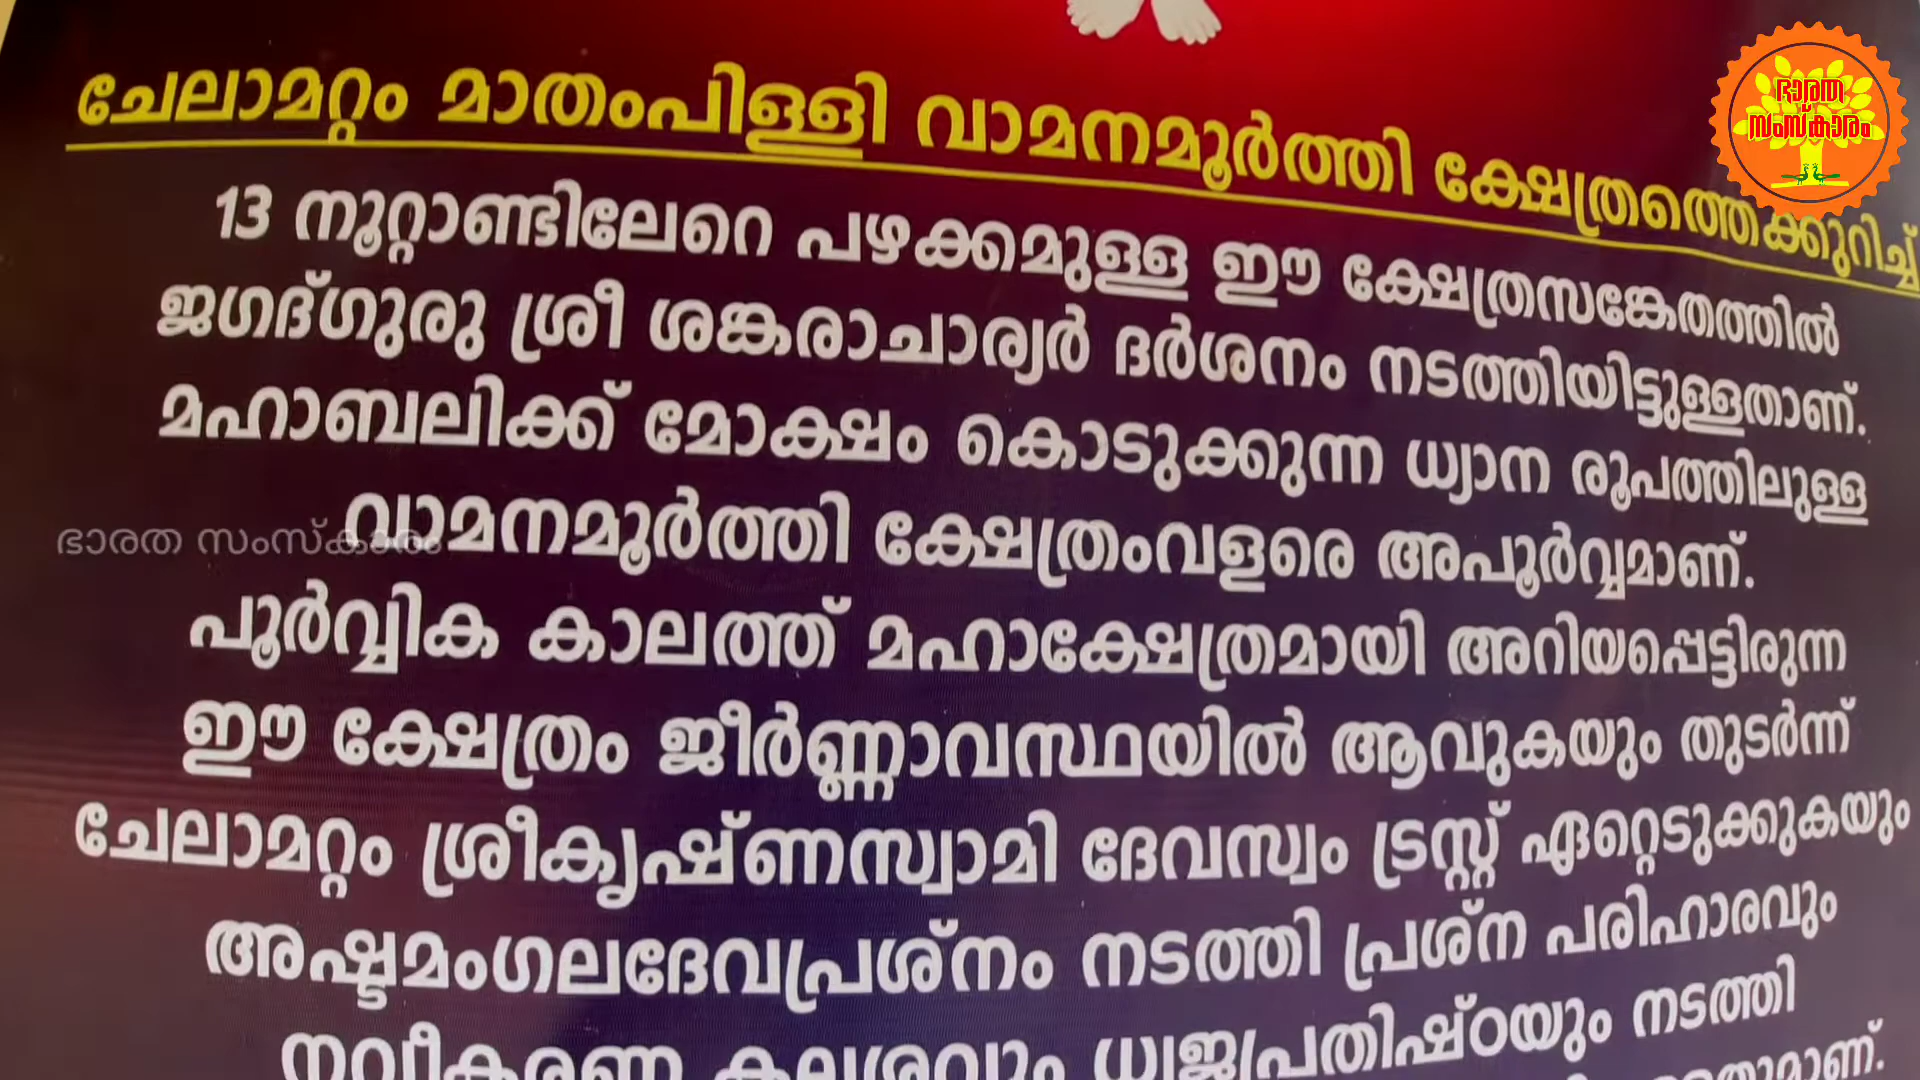 ഭാരത
സംസ്കാരം
ചേലാമറ്റം മാതംപിള്ളി വാമനമൂർത്തി ക്ഷേത്രത്തെക്കുറിച്ച്
13 നൂറ്റാണ്ടിലേറെ പഴക്കമുള്ള ഈ ക്ഷേത്രസങ്കേതത്തിൽ
ജഗദ്ഗുരു ശ്രീ ശങ്കരാചാര്യർ ദർശനം നടത്തിയിട്ടുള്ളതാണ്.
മഹാബലിക്ക് മോക്ഷം കൊടുക്കുന്ന ധ്യാന രൂപത്തിലുള്ള
വാമനമൂർത്തി ക്ഷേത്രംവളരെ അപൂർവ്വമാണ്.
ഭാരത സംസ്കാരം
പൂർവ്വിക കാലത്ത് മഹാക്ഷേത്രമായി അറിയപ്പെട്ടിരുന്ന
ഈ ക്ഷേത്രം ജീർണ്ണാവസ്ഥയിൽ ആവുകയും തുടർന്ന്
ചേലാമറ്റം ശ്രീകൃഷ്ണസ്വാമി ദേവസ്വം ട്രസ്റ്റ് ഏറ്റെടുക്കുകയും
അഷ്ടമംഗലദേവപ്രശ്നം നടത്തി പ്രശ്ന പരിഹാരവും
നവീകരണ കലശവും ധ്വജപ്രതിഷ്ഠയും നടത്തി